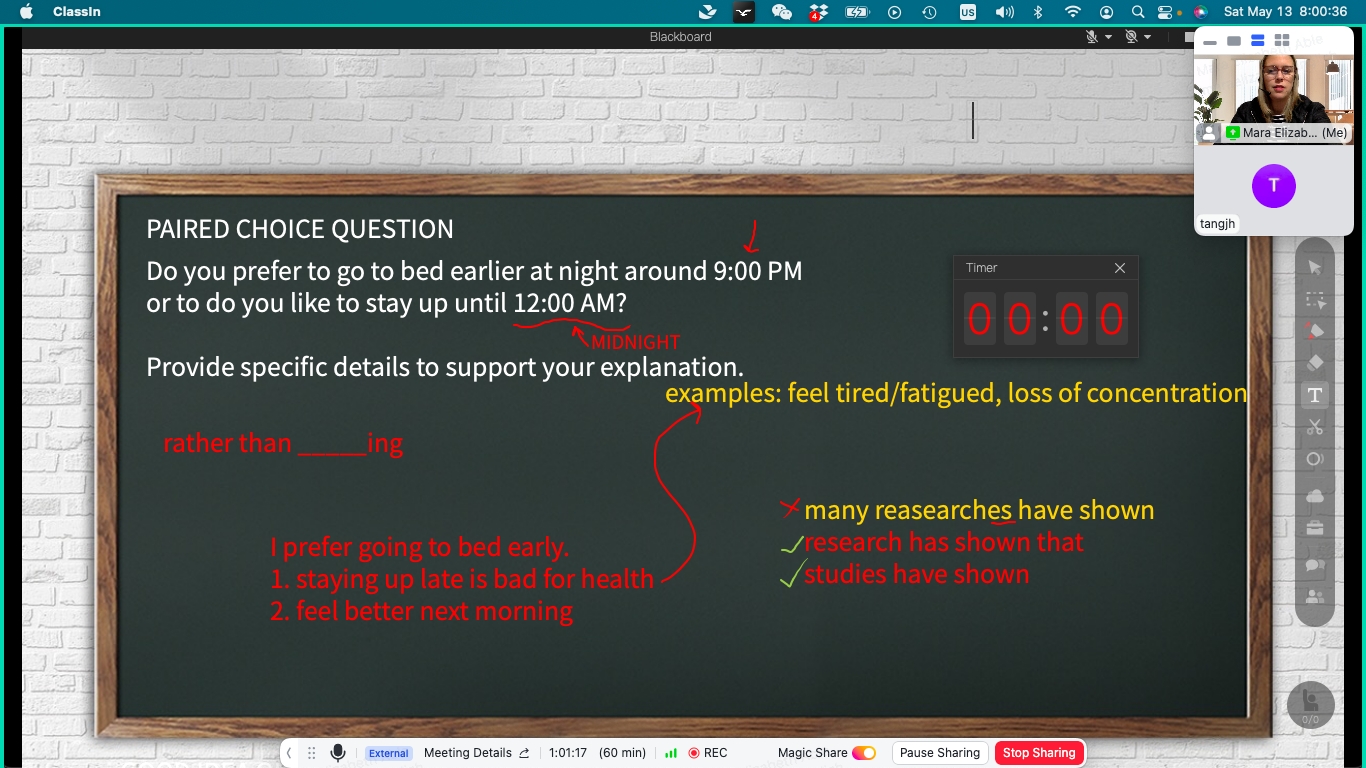 ClassIn
4
US
Sat May 13 8:00:36
Blackboard
Mara Elizab... (Me)
T
tangjh
PAIRED CHOICE QUESTION
Do you prefer to go to bed earlier at night around 9:00 PM
or to do you like to stay up until 12:00 AM?
MIDNIGHT
Provide specific details to support your explanation.
Timer
00:00
examples: feel tired/fatigued, loss of concentration
rather than _____ing
many reasearches have shown
research has shown that
studies have shown
I prefer going to bed early.
1. staying up late is bad for health
2. feel better next morning
T
0/0
External
Meeting Details
1:01:17 (60 min)
REC
Magic Share
Pause Sharing
Stop Sharing